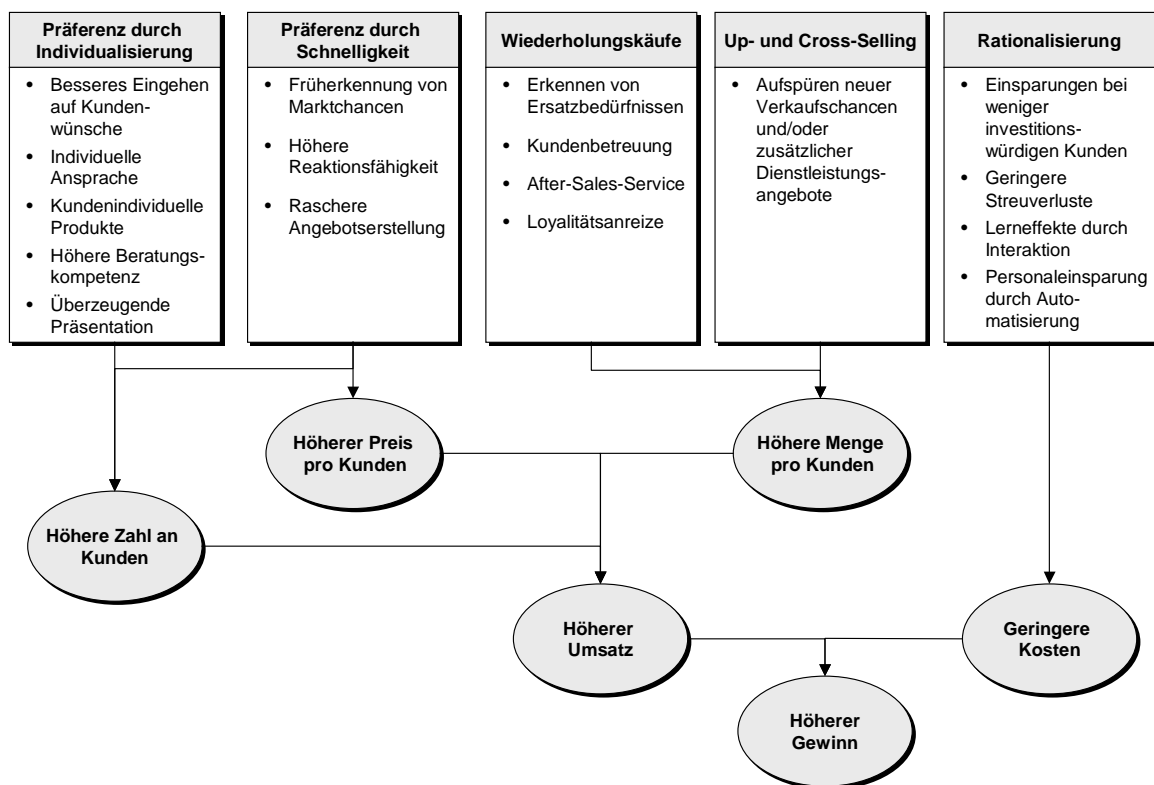 Präferenz durch
Individualisierung
Besseres Eingehen
auf Kunden-
wünsche
Individuelle
Ansprache
Kundenindividuelle
Produkte
Höhere Beratungs-
kompetenz
Überzeugende
Präsentation
Präferenz durch
Schnelligkeit
Früherkennung von
Marktchancen
Höhere
Reaktionsfähigkeit
Raschere
Angebotserstellung
Wiederholungskäufe
Erkennen von
Ersatzbedürfnissen
Kundenbetreuung
After-Sales-Service
Loyalitätsanreize
Up- und Cross-Selling
Aufspüren neuer
Verkaufschancen
und/oder
zusätzlicher
Dienstleistungs-
angebote
Rationalisierung
Einsparungen bei
weniger
investitions-
würdigen Kunden
Geringere
Streuverluste
Lerneffekte durch
Interaktion
Personaleinsparung
durch Auto-
matisierung
Höherer Preis
pro Kunden
Höhere Menge
pro Kunden
Höhere Zahl an
Kunden
Höherer
Umsatz
Geringere
Kosten
Höherer
Gewinn